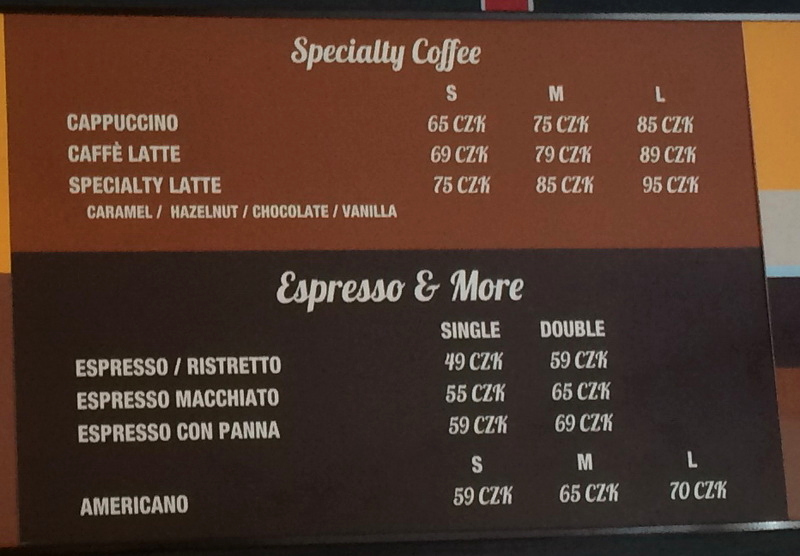 Specialty Coffee
S M L
CAPPUCCINO 65 CZK 75 CZK 85 CZK
CAFFÈ LATTE 69 CZK 79 CZK 89 CZK
SPECIALTY LATTE 75 CZK 85 CZK 95 CZK
CARAMEL / HAZELNUT / CHOCOLATE / VANILLA
Espresso & More
SINGLE DOUBLE
ESPRESSO / RISTRETTO 49 CZK 59 CZK
ESPRESSO MACCHIATO 55 CZK 65 CZK
ESPRESSO CON PANNA 59 CZK 69 CZK
S M L
AMERICANO 59 CZK 65 CZK 70 CZK